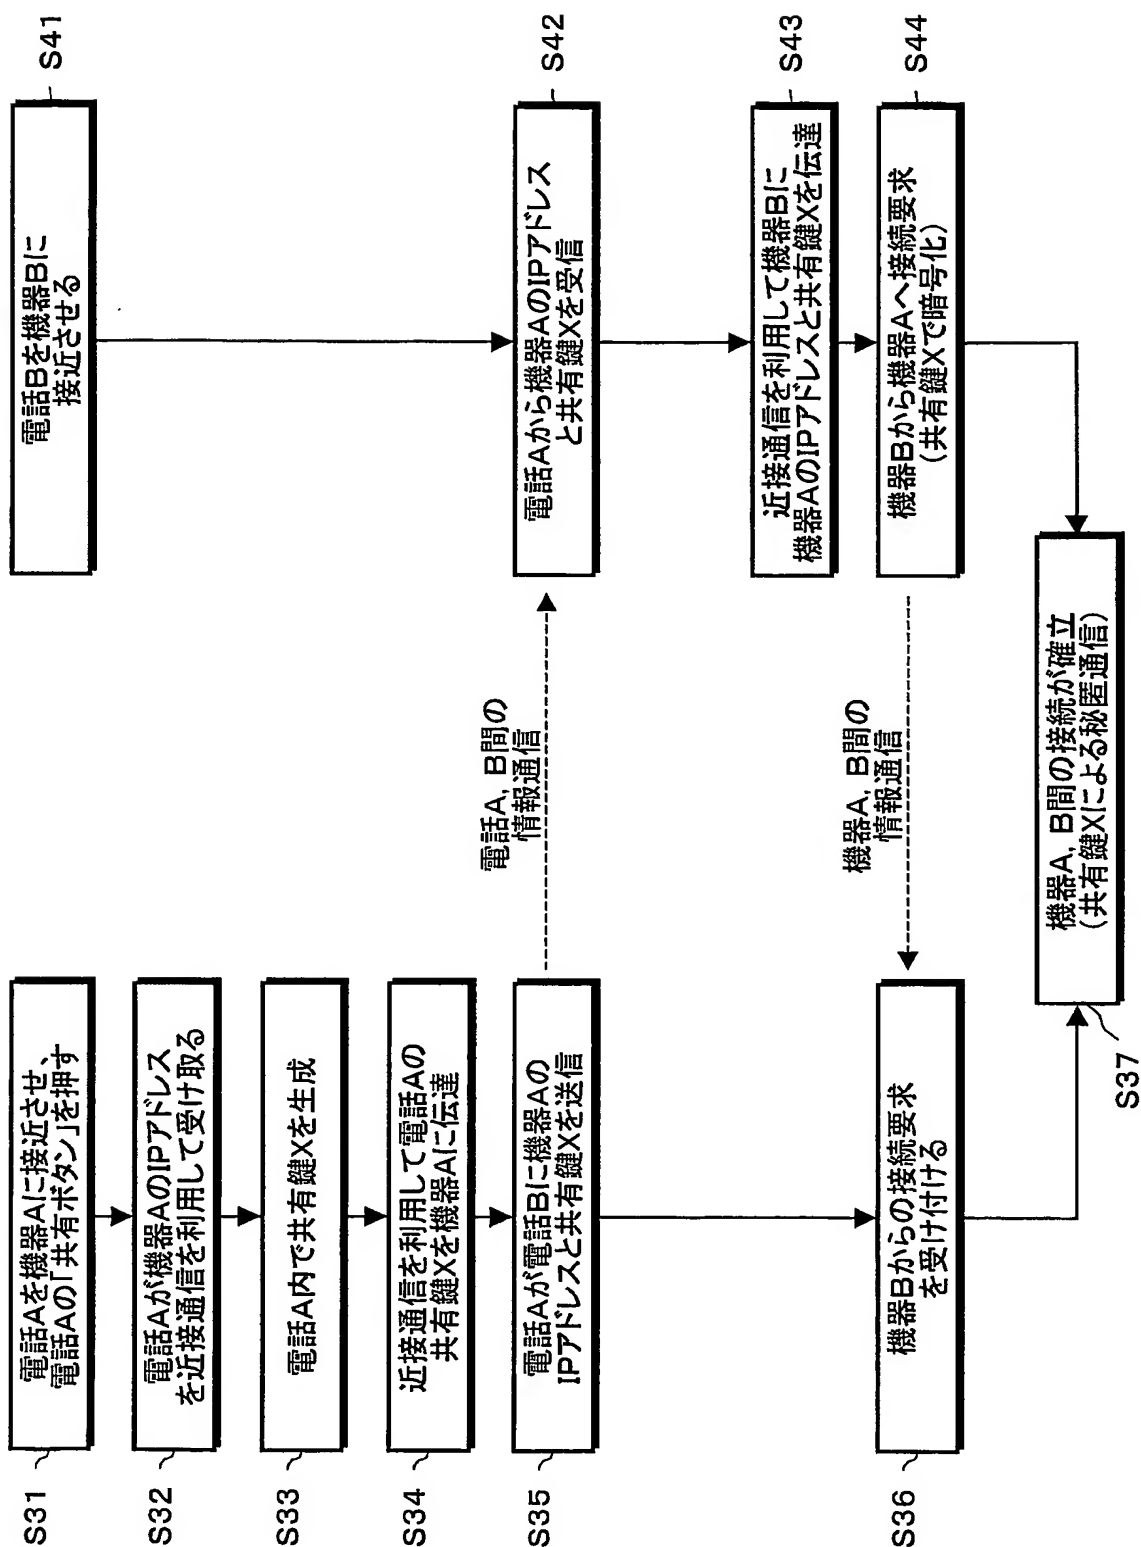 S31
電話Aを機器Aに接近させ、
電話Aの「共有ボタン」を押す
S32
電話Aが機器AのIPアドレス
を近接通信を利用して受け取る
S33
電話A内で共有鍵Xを生成
S34
近接通信を利用して電話Aの
共有鍵Xを機器Aに伝達
S35
電話Aが電話Bに機器Aの
IPアドレスと共有鍵Xを送信
S36
機器Bからの接続要求
を受け付ける
電話A, B間の
情報通信
機器A, B間の
情報通信
S41
電話Bを機器Bに
接近させる
S42
電話Aから機器AのIPアドレス
と共有鍵Xを受信
S43
近接通信を利用して機器Bに
機器AのIPアドレスと共有鍵Xを伝達
S44
機器Bから機器Aへ接続要求
(共有鍵Xで暗号化)
S37
機器A, B間の接続が確立
(共有鍵Xによる秘匿通信)